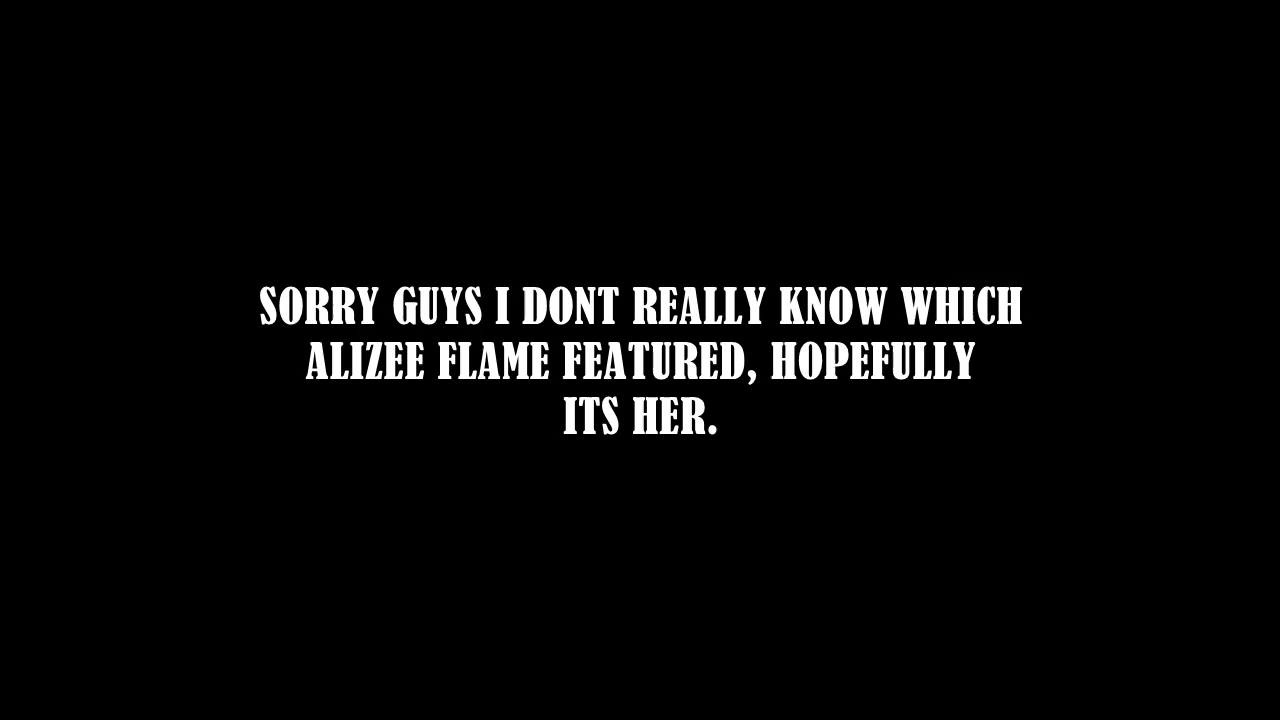 SORRY GUYS I DONT REALLY KNOW WHICH
ALIZEE FLAME FEATURED, HOPEFULLY
ITS HER.